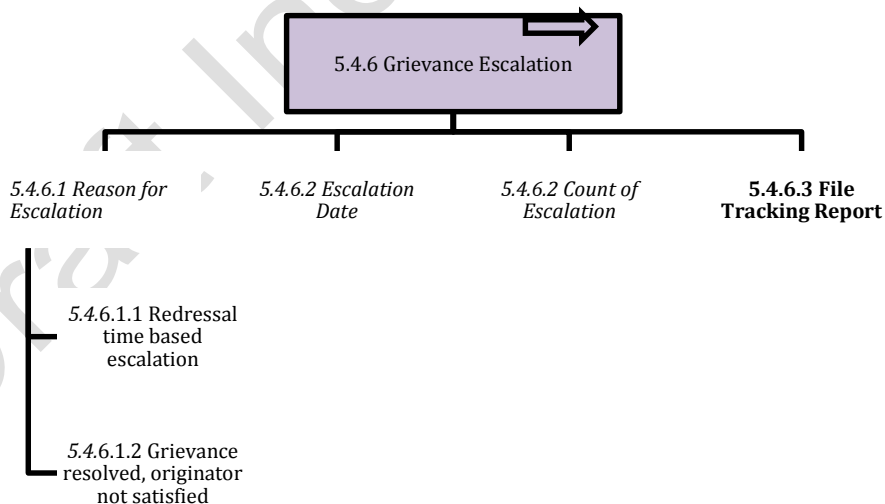 5.4.6 Grievance Escalation
5.4.6.1 Reason for
Escalation
5.4.6.2 Escalation
Date
5.4.6.2 Count of
Escalation
5.4.6.3 File
Tracking Report
5.4.6.1.1 Redressal
time based
escalation
5.4.6.1.2 Grievance
resolved, originator
not satisfied